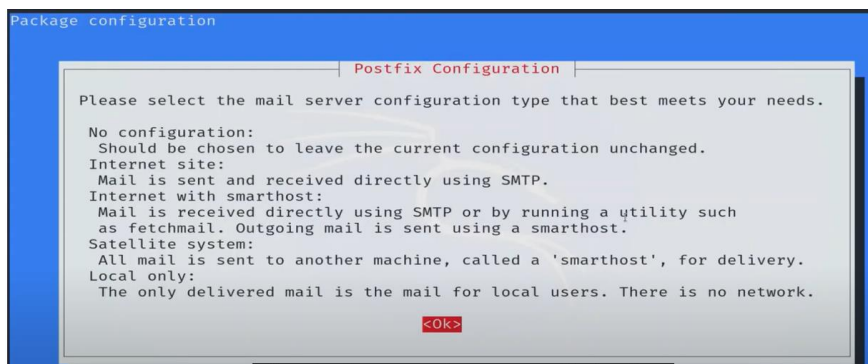 Package configuration
Postfix Configuration
Please select the mail server configuration type that best meets your needs.
No configuration:
Should be chosen to leave the current configuration unchanged.
Internet site:
Mail is sent and received directly using SMTP.
Internet with smarthost:
Mail is received directly using SMTP or by running a utility such
as fetchmail. Outgoing mail is sent using a smarthost.
Satellite system:
All mail is sent to another machine, called a 'smarthost', for delivery.
Local only:
The only delivered mail is the mail for local users. There is no network.
<Ok>